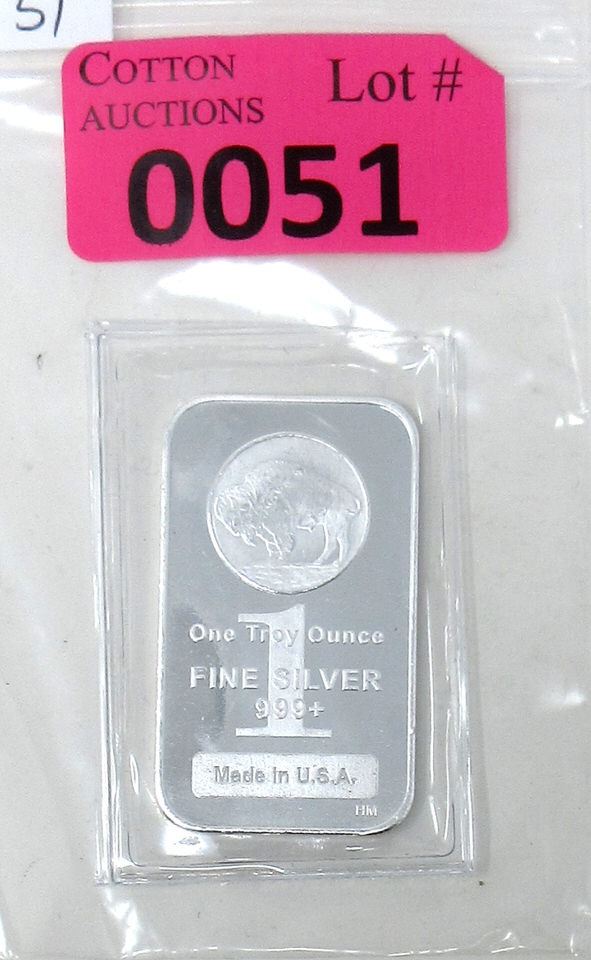 51
COTTON
AUCTIONS
Lot #
0051
1
One Troy Ounce
FINE SILVER
999+
Made In U.S.A.
HM